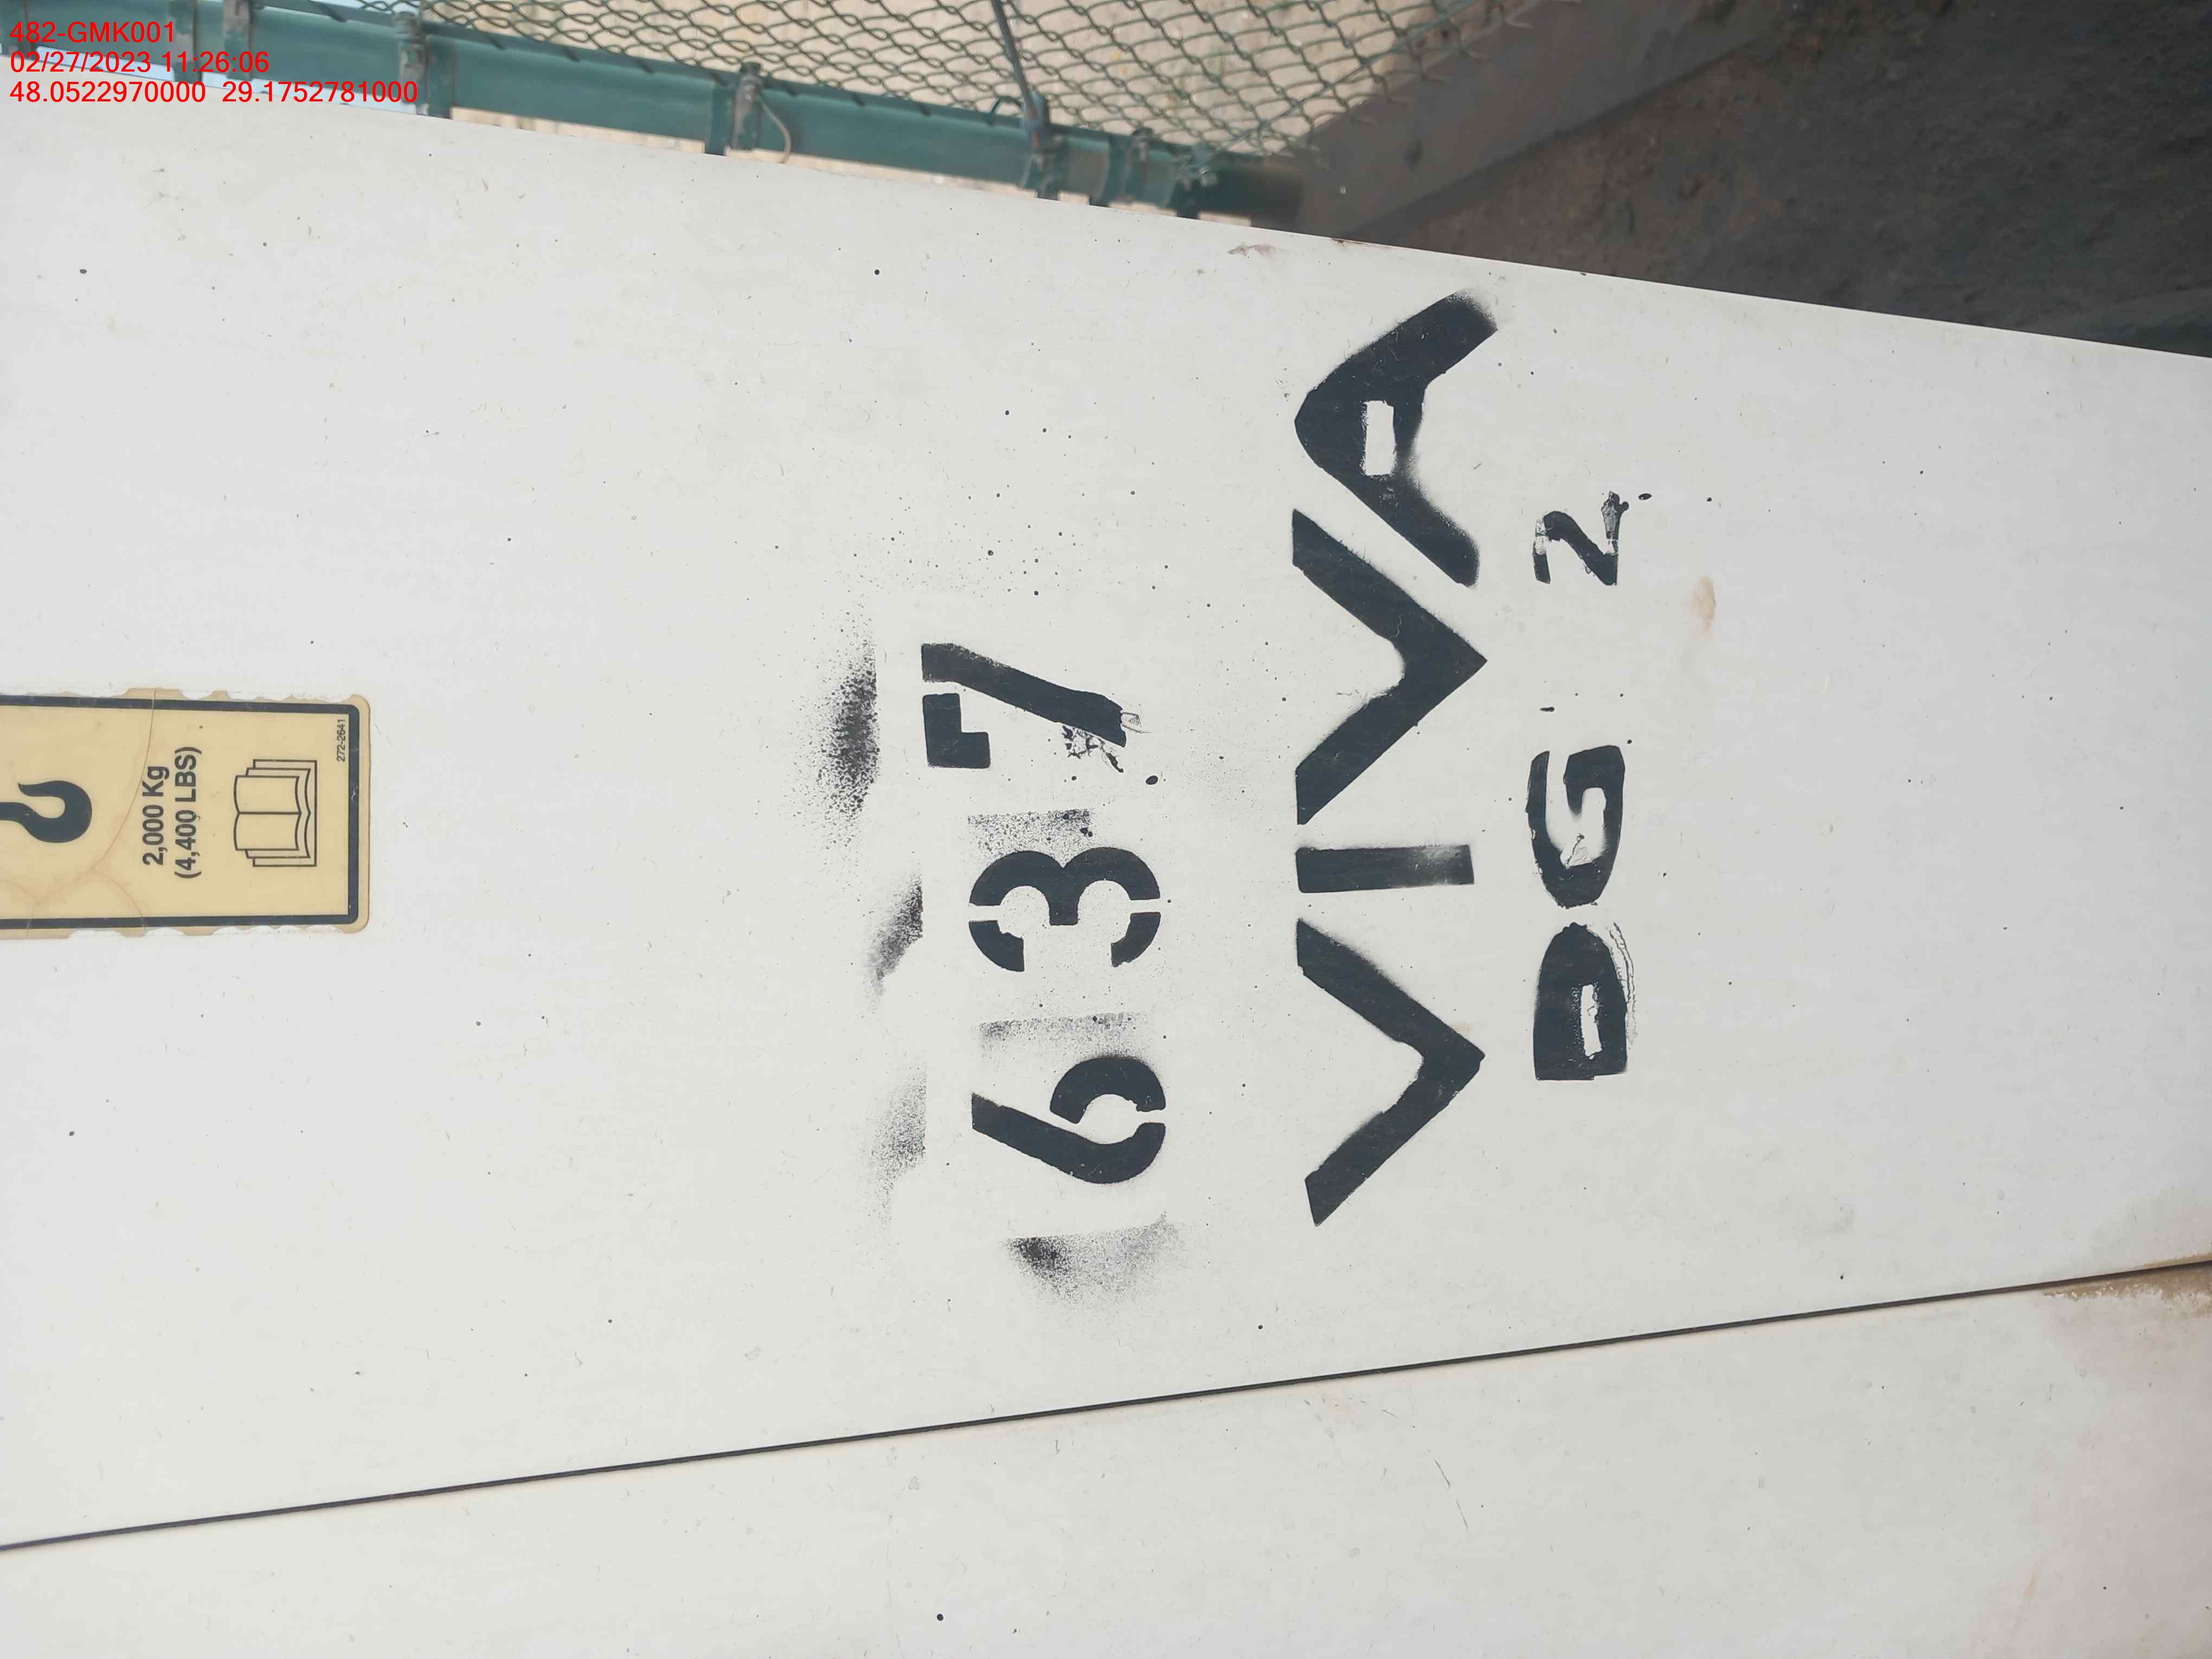 482-GMK001
02/27/2023 11:26:06
48.0522970000 29.1752781000
2,000 Kg
(4,400 LBS)
272-2641
637
VIVA
DG 2